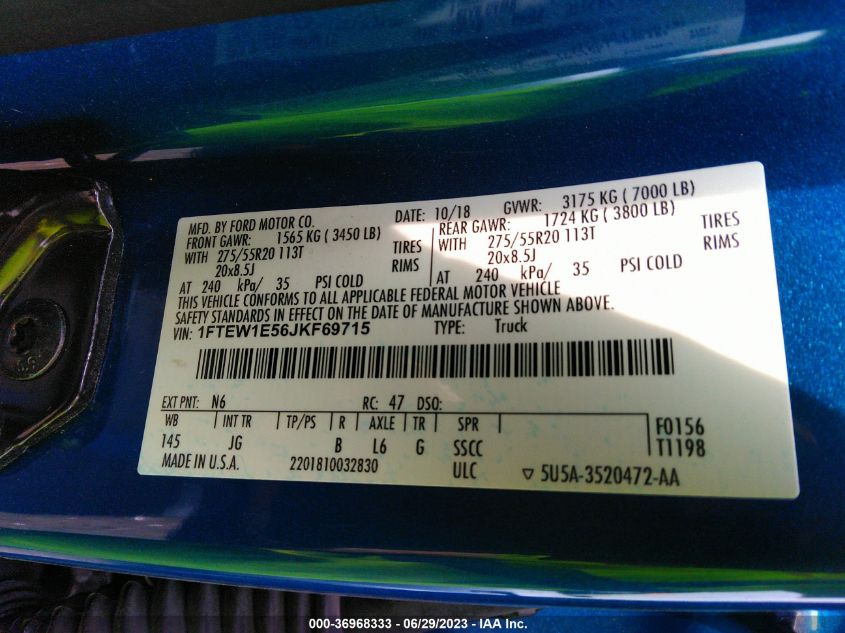 MFD. BY FORD MOTOR CO.
DATE: 10/18 GVWR: 3175 KG ( 7000 LB)
FRONT GAWR: 1565 KG ( 3450 LB)
WITH 275/55R20 113T TIRES
20x8.5J RIMS
AT 240 kPa/ 35 PSI COLD
REAR GAWR: 1724 KG ( 3800 LB)
WITH 275/55R20 113T TIRES
20x8.5J RIMS
AT 240 kPa/ 35 PSI COLD
THIS VEHICLE CONFORMS TO ALL APPLICABLE FEDERAL MOTOR VEHICLE
SAFETY STANDARDS IN EFFECT ON THE DATE OF MANUFACTURE SHOWN ABOVE.
VIN: 1FTEW1E56JKF69715 TYPE: Truck
EXT PNT: N6 RC: 47 DSO:
WB INT TR TP/PS R AXLE TR SPR
145 JG B L6 G SSCC
F0156
T1198
MADE IN U.S.A. 2201810032830 ULC ▽ 5U5A-3520472-AA
000-36968333 - 06/29/2023 - IAA Inc.